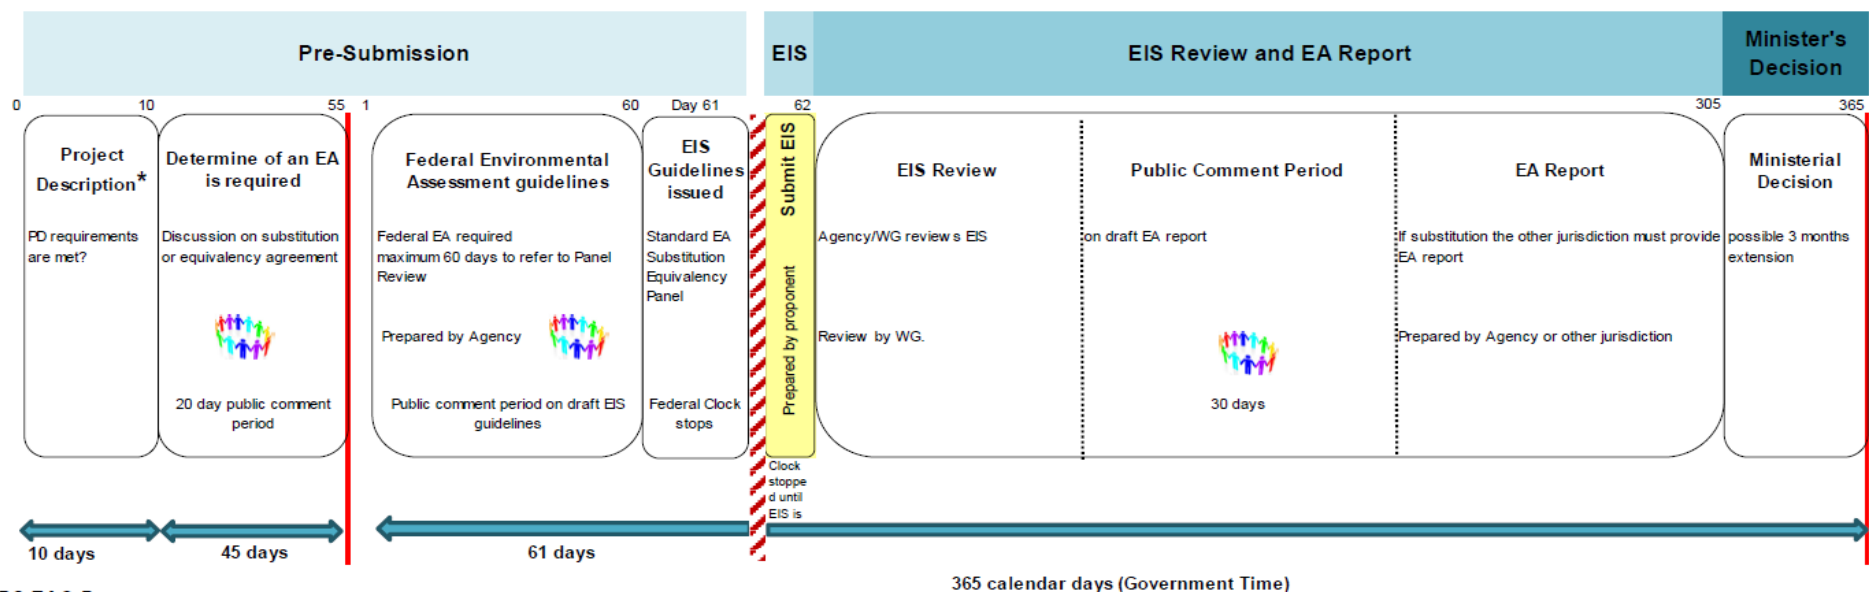 Pre-Submission
EIS
EIS Review and EA Report
Minister's
Decision
0
10
55
1
60
Day 61
62
305
365
Project
Description*
PD requirements
are met?
Determine of an EA
is required
Discussion on substitution
or equivalency agreement
20 day public comment
period
Federal Environmental
Assessment guidelines
Federal EA required
maximum 60 days to refer to Panel
Review
Prepared by Agency
Public comment period on draft EIS
guidelines
EIS
Guidelines
issued
Standard EA
Substitution
Equivalency
Panel
Federal Clock
stops
Submit EIS
Prepared by proponent
Clock
stoppe
d until
EIS is
EIS Review
Agency/WG reviews EIS
Review by WG.
Public Comment Period
on draft EA report
30 days
EA Report
If substitution the other jurisdiction must provide
EA report
Prepared by Agency or other jurisdiction
Ministerial
Decision
possible 3 months
extension
10 days
45 days
61 days
365 calendar days (Government Time)